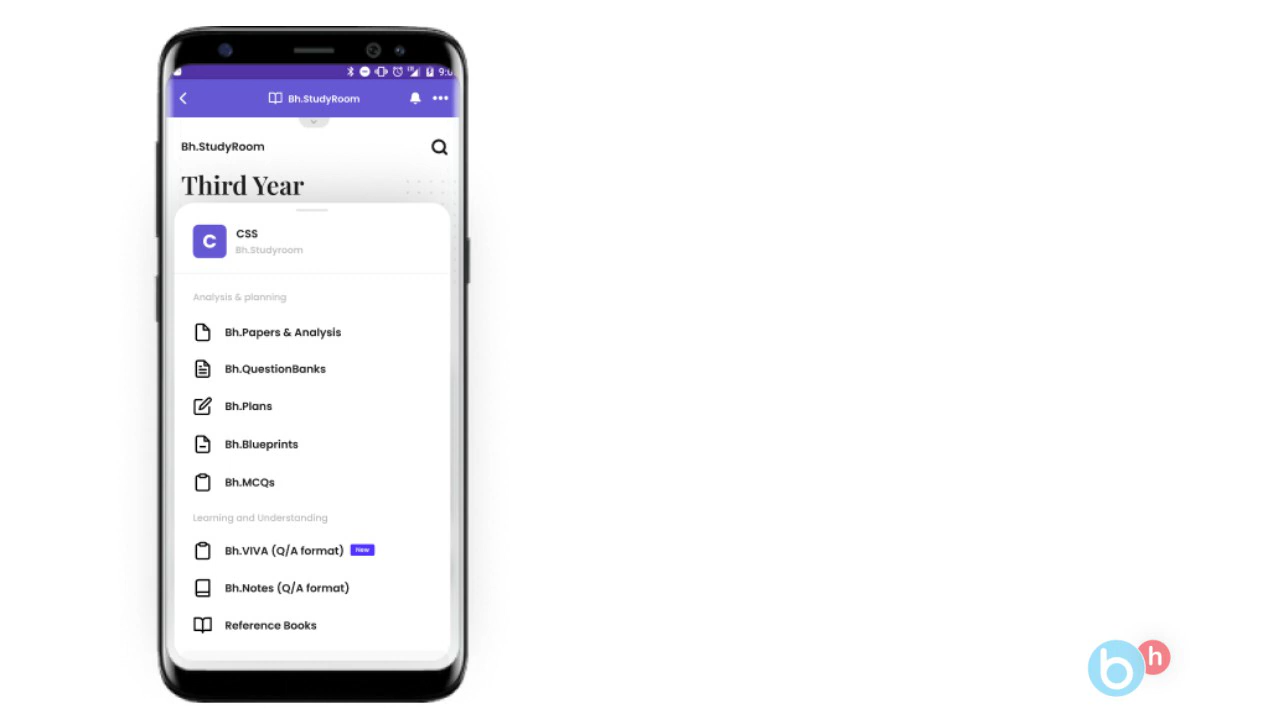 Bh.StudyRoom
Bh.StudyRoom
Third Year
C
CSS
Bh.Studyroom
Analysis & planning
Bh.Papers & Analysis
Bh.QuestionBanks
Bh.Plans
Bh.Blueprints
Bh.MCQs
Learning and Understanding
Bh.VIVA (Q/A format) New
Bh.Notes (Q/A format)
Reference Books
b h